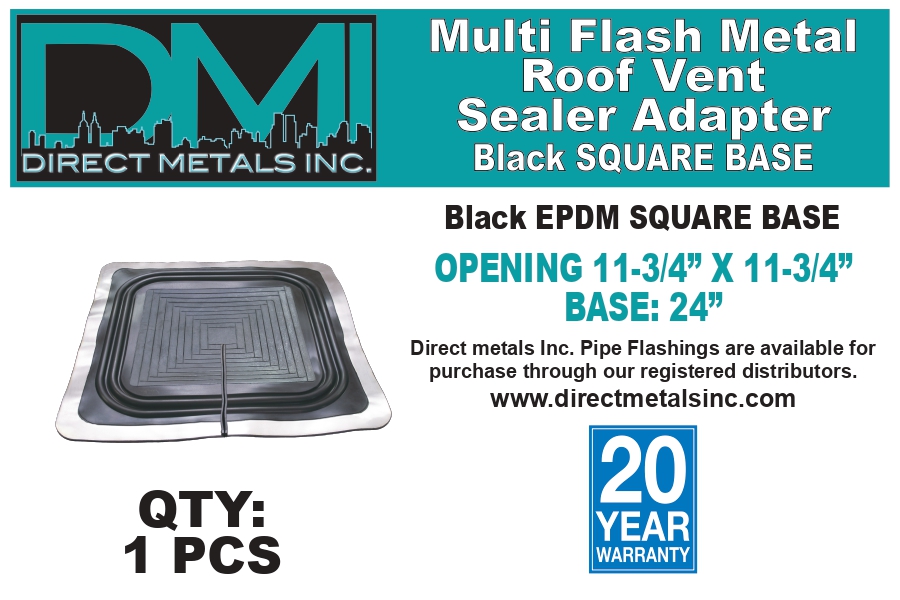 DMI
DIRECT METALS INC.
Multi Flash Metal
Roof Vent
Sealer Adapter
Black SQUARE BASE
Black EPDM SQUARE BASE
OPENING 11-3/4” X 11-3/4”
BASE: 24”
Direct metals Inc. Pipe Flashings are available for
purchase through our registered distributors.
www.directmetalsinc.com
QTY:
1 PCS
20
YEAR
WARRANTY